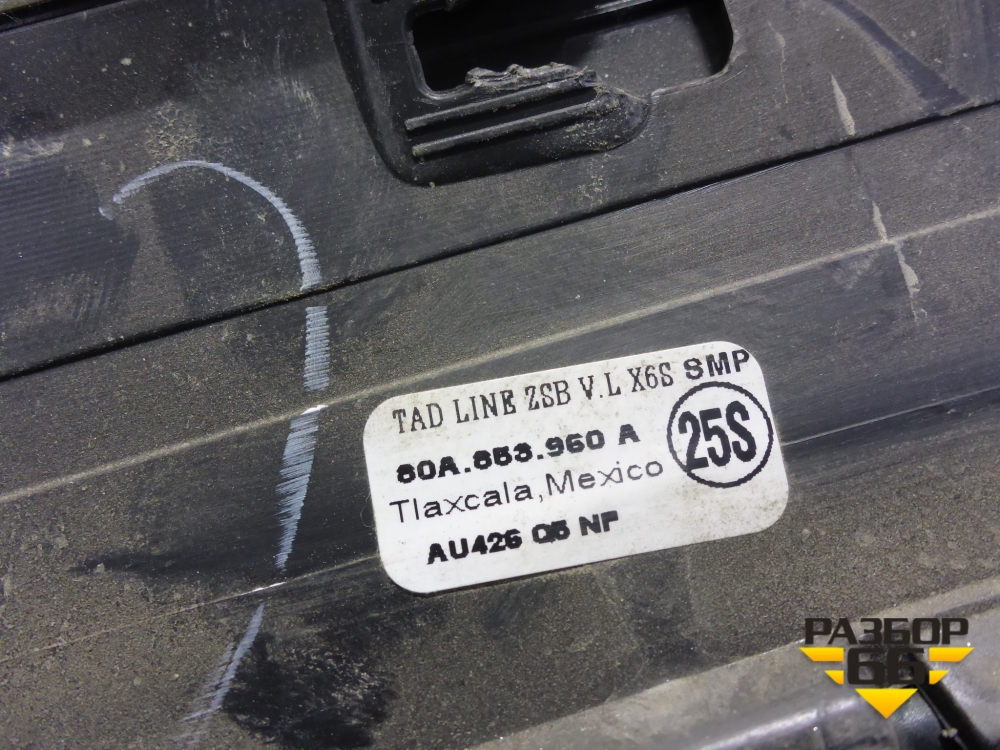 TAD LINE ZSB V.L X6S SMP
80A.853.960 A
25S
Tlaxcala,Mexico
AU426 Q5 NF
РАЗБОР
66